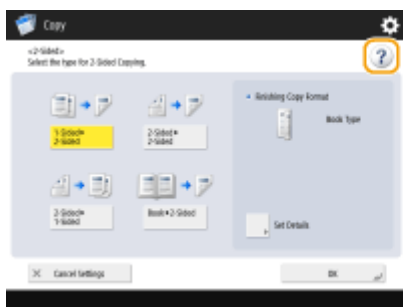 Copy
<2-Sided>
Select the type for 2-Sided Copying.
?
1-Sided▶
2-Sided
2-Sided▶
2-Sided
• Finishing Copy Format
Book Type
2-Sided▶
1-Sided
Book▶2-Sided
Set Details
× Cancel Settings
OK